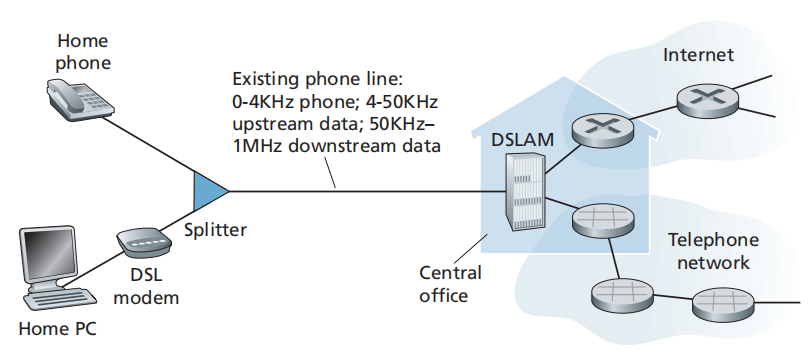 Home
phone
Existing phone line:
0-4KHz phone; 4-50KHz
upstream data; 50KHz–
1MHz downstream data
Internet
DSLAM
Splitter
DSL
modem
Home PC
Central
office
Telephone
network